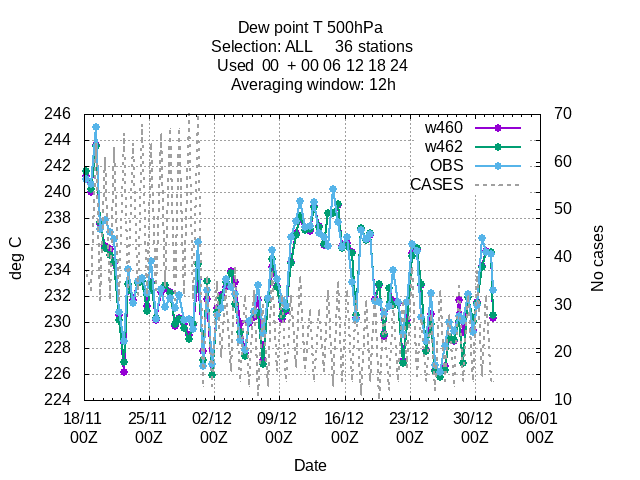 Dew point T 500hPa
Selection: ALL 36 stations
Used 00 + 00 06 12 18 24
Averaging window: 12h
246
244
242
240
238
236
234
232
230
228
226
224
deg C
w460
w462
OBS
CASES
70
60
50
40
30
20
10
No cases
18/11 25/11 02/12 09/12 16/12 23/12 30/12 06/01
00Z 00Z 00Z 00Z 00Z 00Z 00Z 00Z
Date